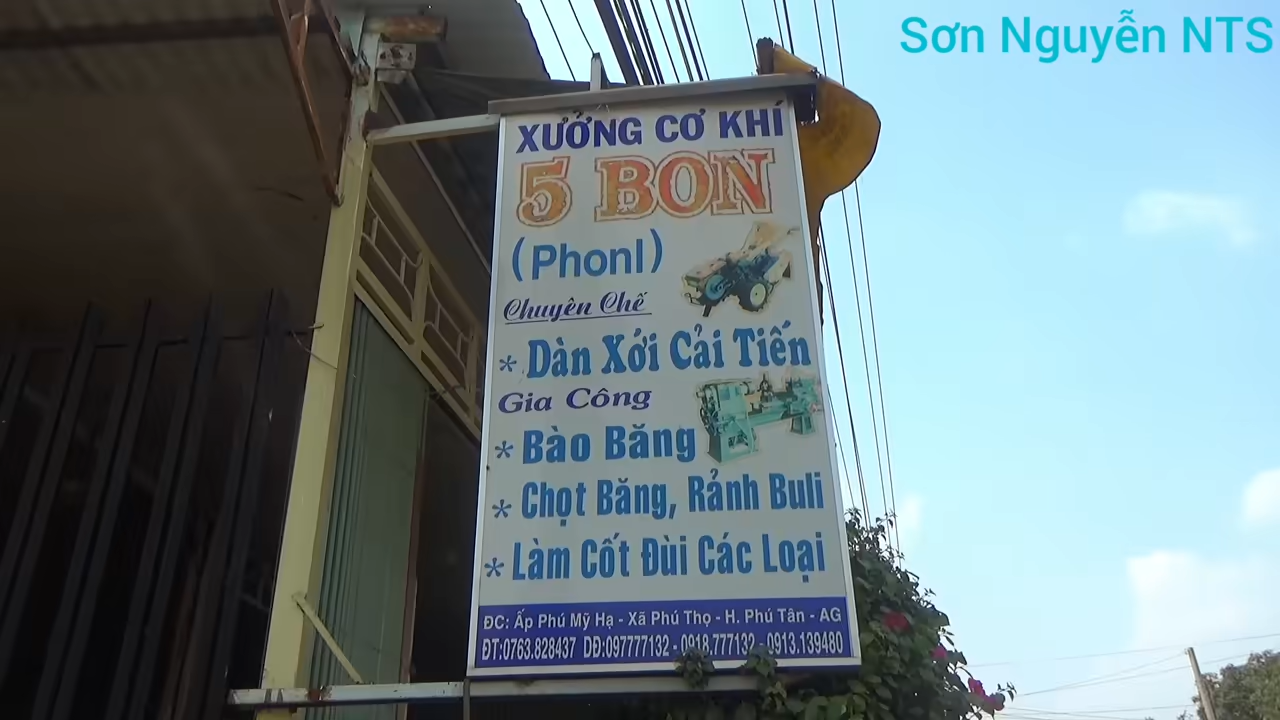 Sơn Nguyễn NTS
XƯỞNG CƠ KHÍ
5 BON
(Phonl)
Chuyên Chế
* Dàn Xới Cải Tiến
Gia Công
* Bào Băng
* Chọt Băng, Rảnh Buli
* Làm Cốt Đùi Các Loại
ĐC: Ấp Phú Mỹ Hạ - Xã Phú Thọ - H. Phú Tân - AG
ĐT:0763.828437 DĐ:097777132 - 0918.777132 - 0913.139480